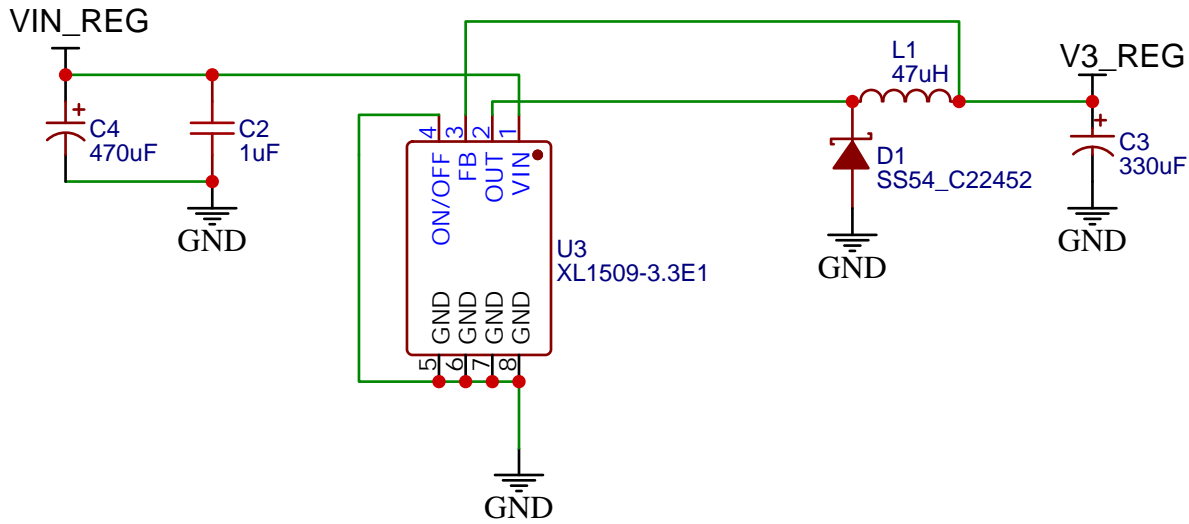 VIN_REG
C4
470uF
C2
1uF
GND
4
3
2
1
ON/OFF
FB
OUT
VIN
U3
XL1509-3.3E1
GND
GND
GND
GND
5
6
7
8
GND
L1
47uH
D1
SS54_C22452
GND
V3_REG
+
C3
330uF
GND
+